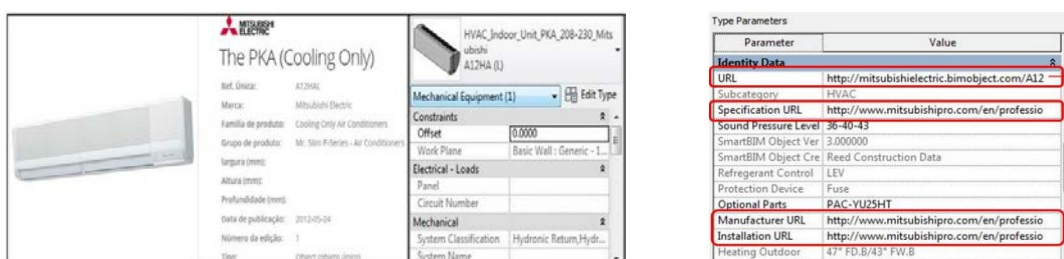 MITSUBISHI
ELECTRIC
The PKA (Cooling Only)
Ref. Única: A12HAL
Marca: Mitsubishi Electric
Família de produto: Cooling Only Air Conditioners
Grupo de produto: Mr. Slim P-Series - Air Conditioners
largura (mm):
Altura (mm):
Profundidade (mm):
Data de publicação: 2012-05-24
Número da edição: 1
HVAC_Indoor_Unit_PKA_208-230_Mits
ubishi
A12HA (L)
Mechanical Equipment (1) Edit Type
Constraints
Offset 0.0000
Work Plane Basic Wall : Generic - 1...
Electrical - Loads
Panel
Circuit Number
Mechanical
System Classification Hydronic Return,Hydr...
System Name
Type Parameters
Parameter Value
Identity Data
URL http://mitsubishielectric.bimobject.com/A12
Subcategory HVAC
Specification URL http://www.mitsubishipro.com/en/professio
Sound Pressure Level 36-40-43
SmartBIM Object Ver 3.000000
SmartBIM Object Cre Reed Construction Data
Refregerant Control LEV
Protection Device Fuse
Optional Parts PAC-YU25HT
Manufacturer URL http://www.mitsubishipro.com/en/professio
Installation URL http://www.mitsubishipro.com/en/professio
Heating Outdoor 47° FD.B/43° FW.B